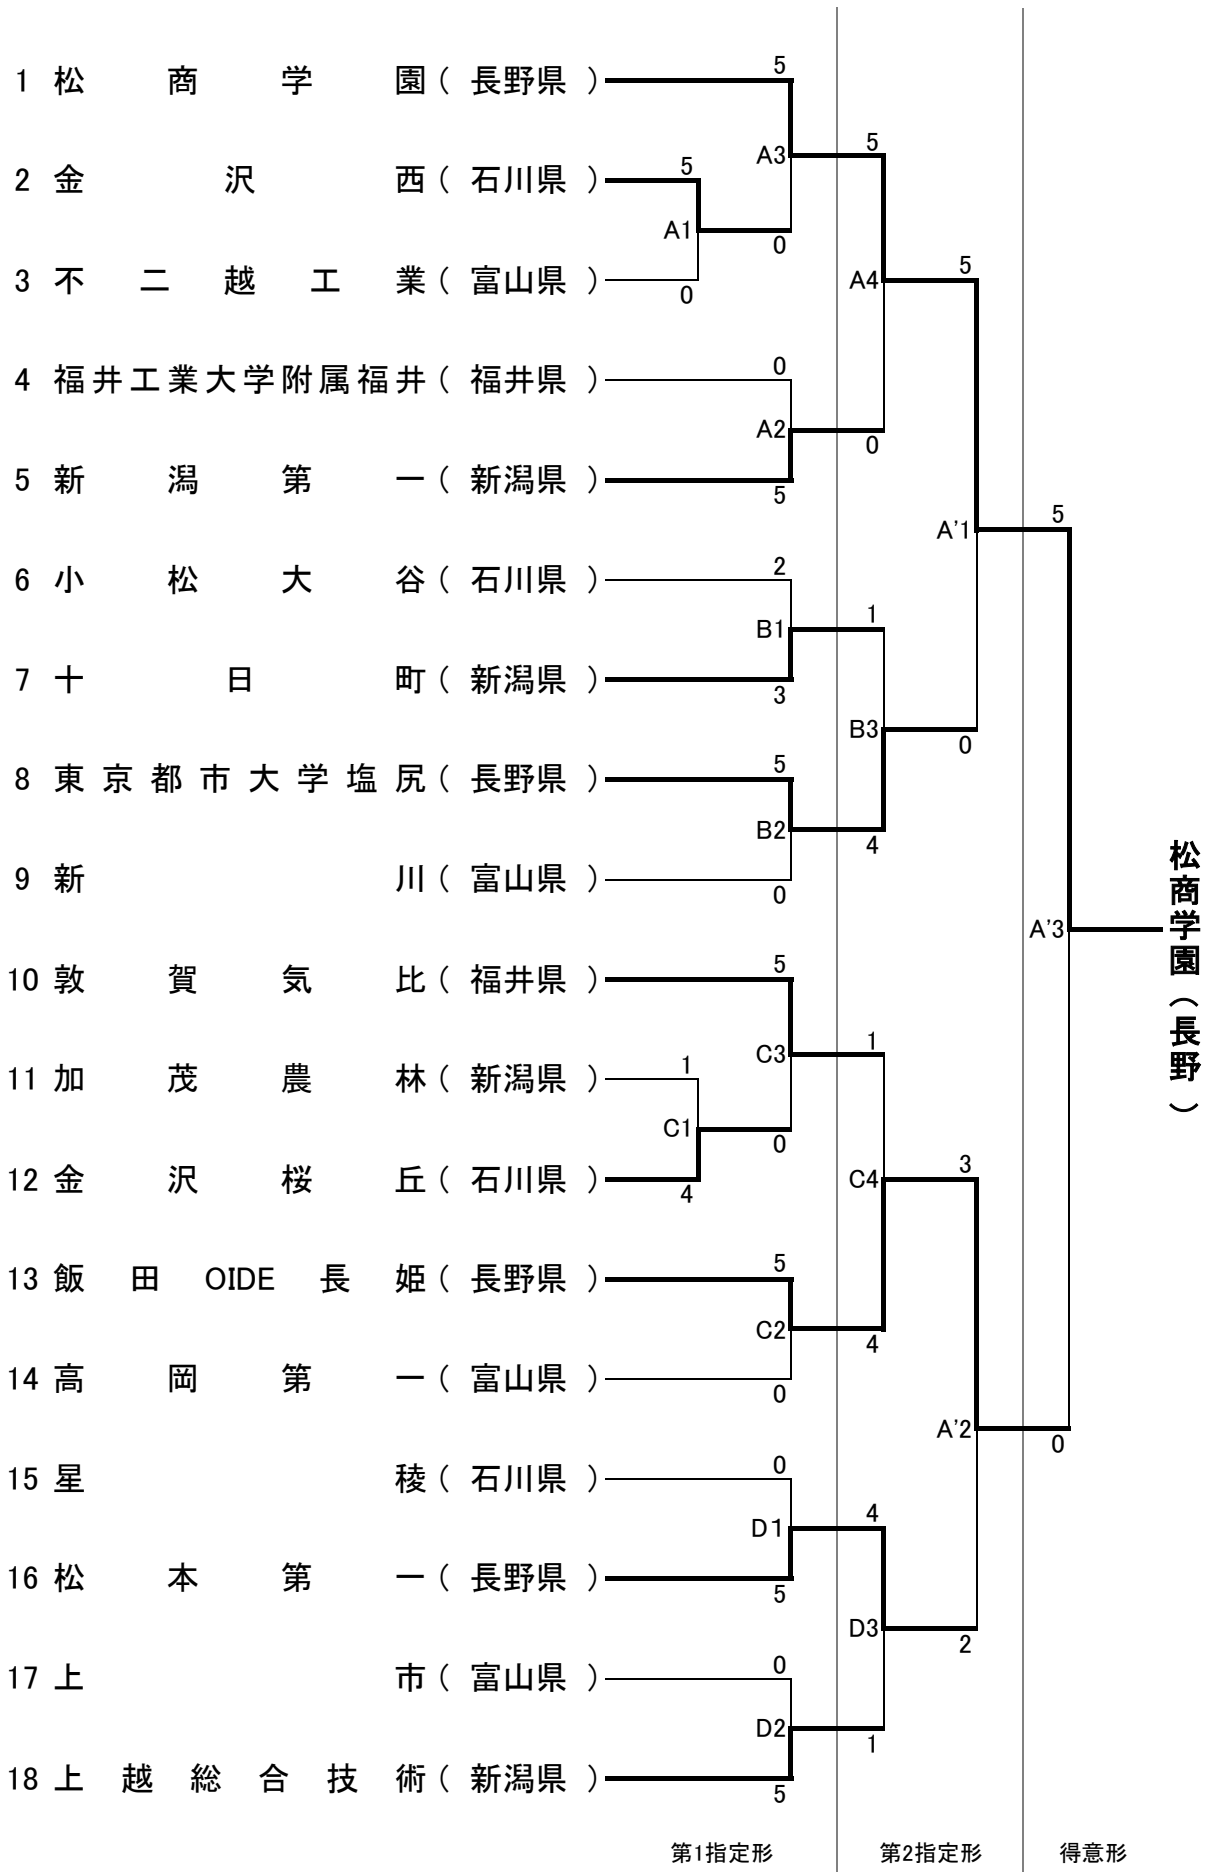 1 松商学園（長野県）
2 金沢西（石川県）
3 不二越工業（富山県）
4 福井工業大学附属福井（福井県）
5 新潟第一（新潟県）
6 小松大谷（石川県）
7 十日町（新潟県）
8 東京都市大学塩尻（長野県）
9 新川（富山県）
10 敦賀気比（福井県）
11 加茂農林（新潟県）
12 金沢桜丘（石川県）
13 飯田OIDE長姫（長野県）
14 高岡第一（富山県）
15 星稜（石川県）
16 松本第一（長野県）
17 上市（富山県）
18 上越総合技術（新潟県）
5
0
A1
5
0
A3
0
5
A2
2
3
B1
5
0
B2
1
4
C1
5
0
C3
5
0
C2
0
5
D1
0
5
D2
5
0
A4
1
4
B3
1
4
C4
4
1
D3
5
0
A'1
3
2
A'2
5
0
A'3
松商学園（長野）
第1指定形
第2指定形
得意形